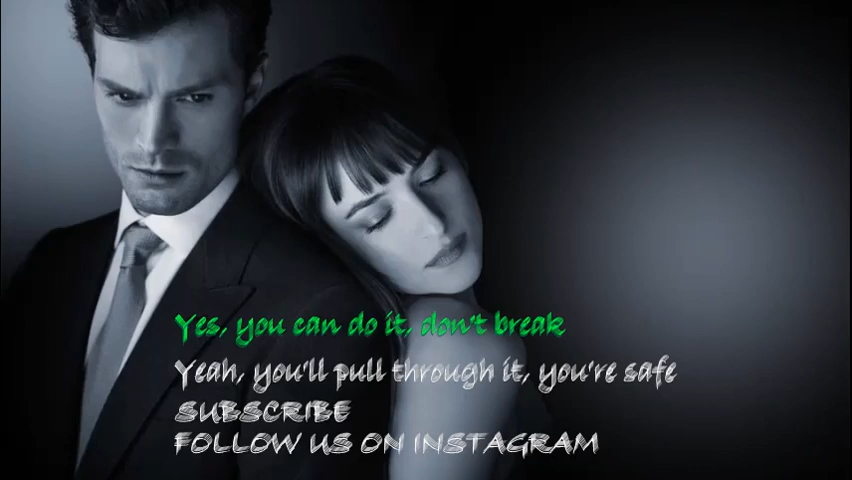 Yes, you can do it, don't break
Yeah, you'll pull through it, you're safe
SUBSCRIBE
FOLLOW US ON INSTAGRAM